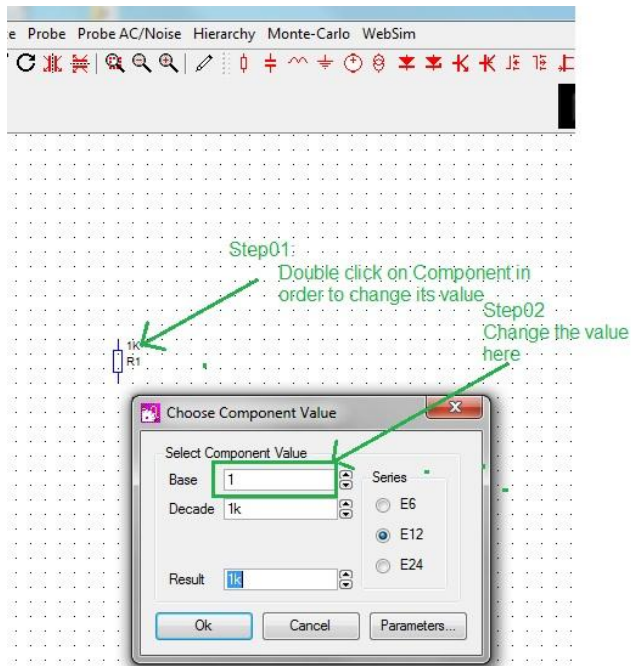 e Probe Probe AC/Noise Hierarchy Monte-Carlo WebSim
Step01:
Double click on Component in
order to change its value
Step02
Change the value
here
1K
R1
Choose Component Value
Select Component Value
Base 1
Series
Decade 1k
E6
E12
E24
Result 1k
Ok Cancel Parameters...